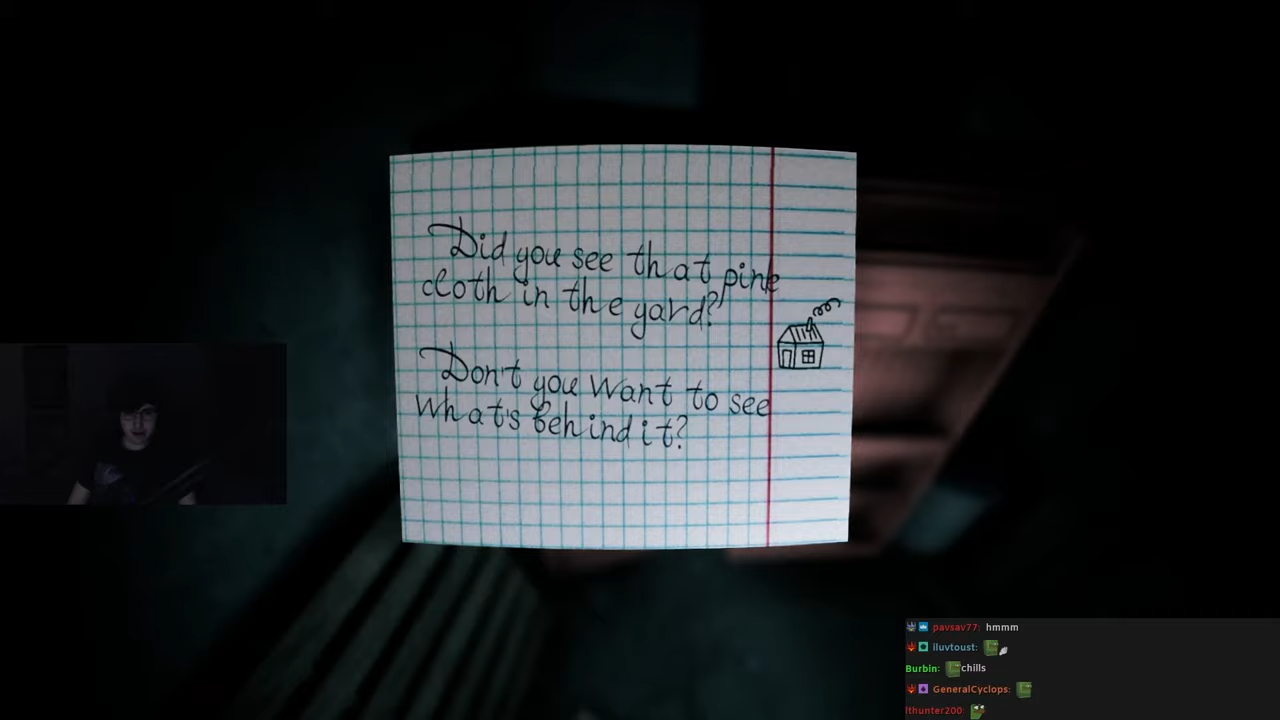 Did you see that pink
cloth in the yard?
Don't you want to see
what's behind it?
pavsav77: hmmm
iluvtoust:
Burbin: chills
GeneralCyclops:
lthunter200: